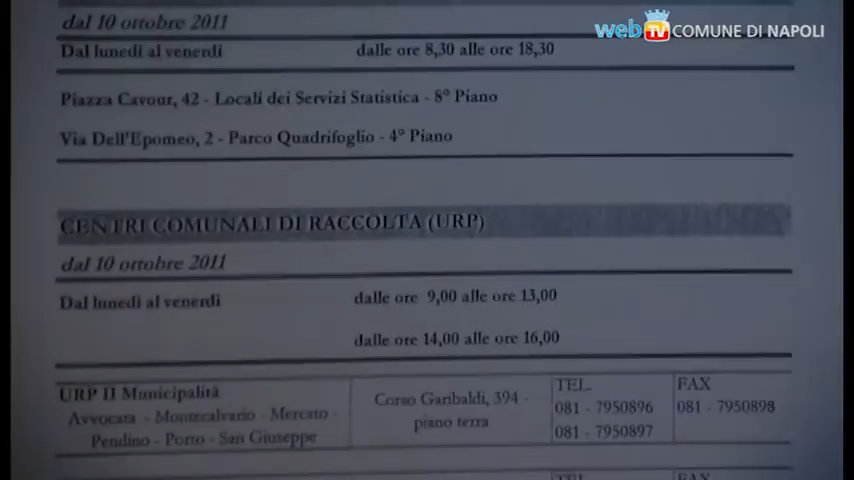 web TV COMUNE DI NAPOLI
dal 10 ottobre 2011
Dal lunedì al venerdì dalle ore 8,30 alle ore 18,30
Piazza Cavour, 42 - Locali dei Servizi Statistica - 8° Piano
Via Dell'Epomeo, 2 - Parco Quadrifoglio - 4° Piano
CENTRI COMUNALI DI RACCOLTA (URP)
dal 10 ottobre 2011
Dal lunedì al venerdì dalle ore 9,00 alle ore 13,00
dalle ore 14,00 alle ore 16,00
URP II Municipalità
Avvocata - Montecalvario - Mercato -
Pendino - Porto - San Giuseppe
Corso Garibaldi, 394 -
piano terra
TEL
081 - 7950896
081 - 7950897
FAX
081 - 7950898
TEL
FAX